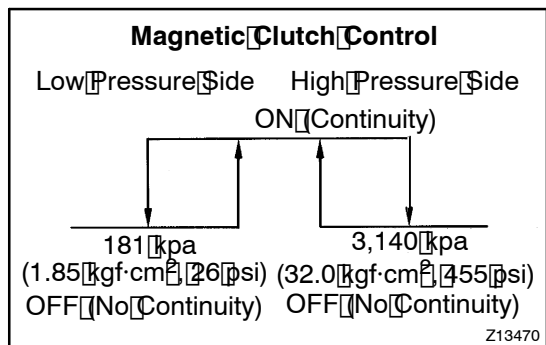 Magnetic Clutch Control
Low Pressure Side High Pressure Side
ON (Continuity)
181 kpa 3,140 kpa
(1.85 kgf·cm², 26 psi) (32.0 kgf·cm², 455 psi)
OFF (No Continuity) OFF (No Continuity)
Z13470